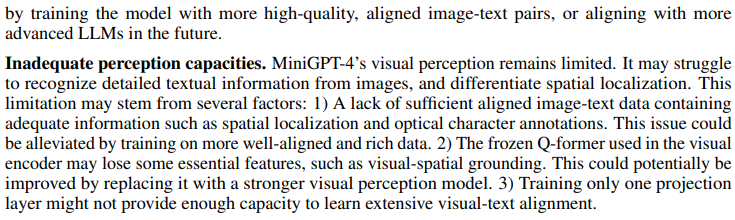 by training the model with more high-quality, aligned image-text pairs, or aligning with more
advanced LLMs in the future.
Inadequate perception capacities. MiniGPT-4's visual perception remains limited. It may struggle
to recognize detailed textual information from images, and differentiate spatial localization. This
limitation may stem from several factors: 1) A lack of sufficient aligned image-text data containing
adequate information such as spatial localization and optical character annotations. This issue could
be alleviated by training on more well-aligned and rich data. 2) The frozen Q-former used in the visual
encoder may lose some essential features, such as visual-spatial grounding. This could potentially be
improved by replacing it with a stronger visual perception model. 3) Training only one projection
layer might not provide enough capacity to learn extensive visual-text alignment.